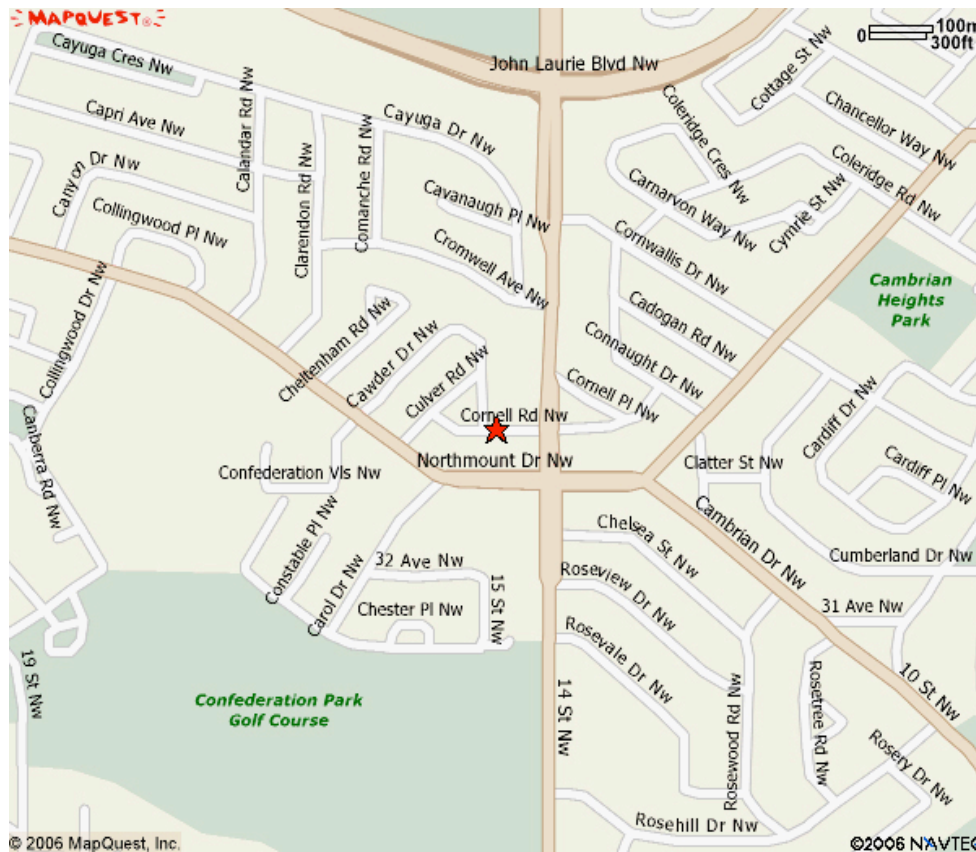 MAPQUEST®
0 100m
300ft
Cayuga Cres Nw
John Laurie Blvd Nw
Cottage St Nw
Capri Ave Nw
Calandar Rd Nw
Cayuga Dr Nw
Coleridge Cres Nw
Chancellor Way Nw
Canyon Dr Nw
Clarendon Rd Nw
Comanche Rd Nw
Coleridge Rd Nw
Collingwood Pl Nw
Cavanaugh Pl Nw
Carnarvon Way Nw
Cymrie St Nw
Cromwell Ave Nw
Cornwallis Dr Nw
Cambrian
Heights
Park
Collingwood Dr Nw
Cheltenham Rd Nw
Cawder Dr Nw
Cadogan Rd Nw
Connaught Dr Nw
Culver Rd Nw
Cornell Pl Nw
Cardiff Dr Nw
Cornell Rd Nw
Canberra Rd Nw
Confederation Vls Nw
Northmount Dr Nw
Clatter St Nw
Cardiff Pl Nw
Constable Pl Nw
Chelsea St Nw
Cambrian Dr Nw
Cumberland Dr Nw
Carol Dr Nw
32 Ave Nw
15 St Nw
Roseview Dr Nw
31 Ave Nw
Chester Pl Nw
Rosevale Dr Nw
19 St Nw
10 St Nw
Confederation Park
Golf Course
14 St Nw
Rosewood Rd Nw
Rosetree Rd Nw
Rosery Dr Nw
Rosehill Dr Nw
© 2006 MapQuest, Inc.
©2006 NAVTEQ